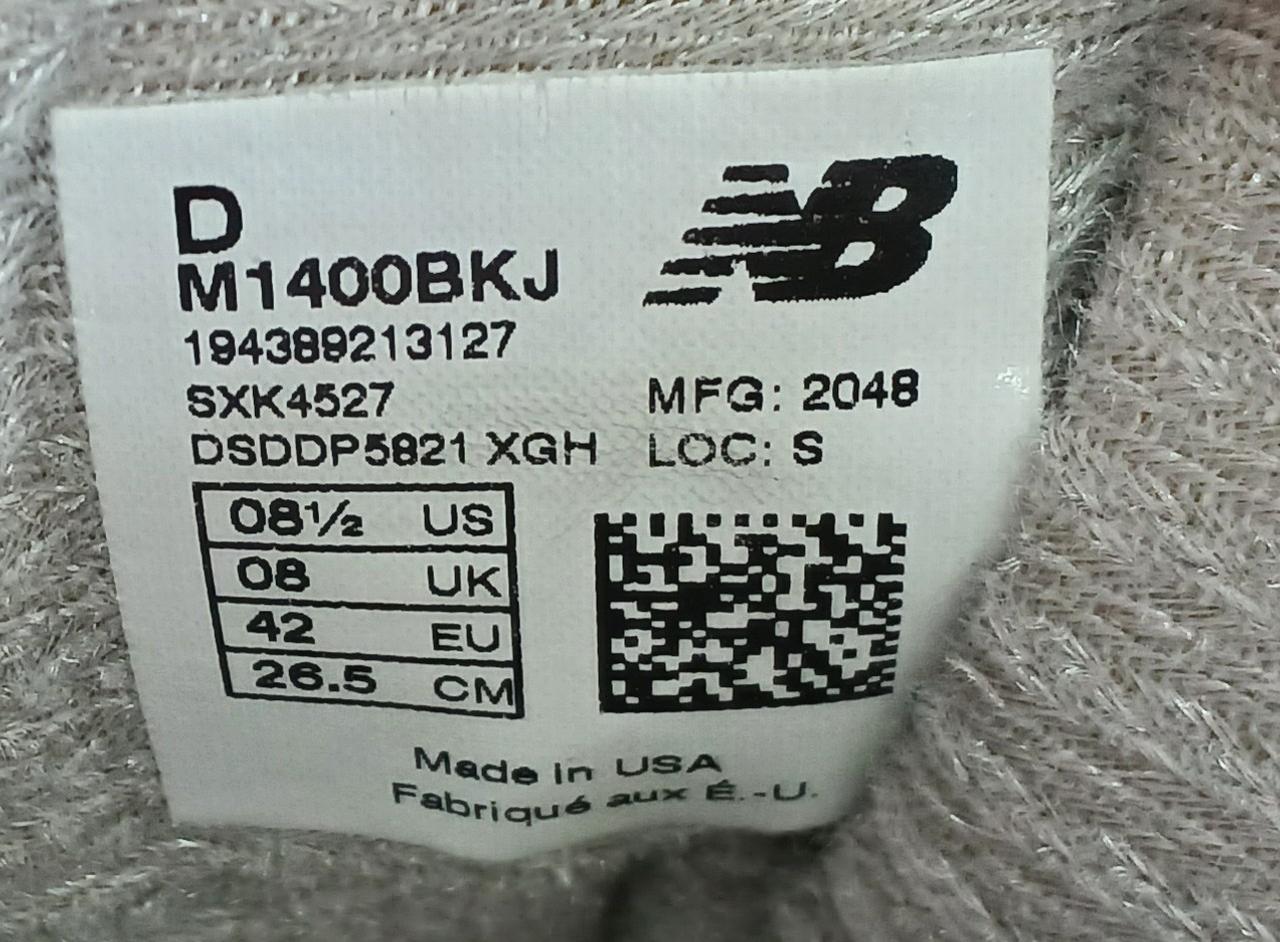 D
NB
M1400BKJ
194389213127
SXK4527
MFG: 2048
DSDDP5821 XGH
LOC: S
08½ US
08 UK
42 EU
26.5 CM
Made in USA
Fabriqué aux É.-U.